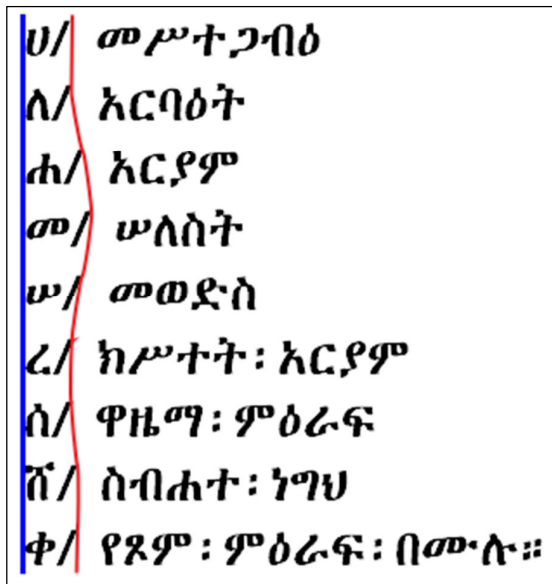 ሀ/ መሥተጋብዕ
ለ/ አርባዕት
ሐ/ አርያም
መ/ ሠለስት
ሠ/ መወድስ
ረ/ ክሥተት፡ አርያም
ሰ/ ዋዜማ፡ ምዕራፍ
ሸ/ ስብሐተ፡ ነግህ
ቀ/ የጾም፡ ምዕራፍ፡ በሙሉ።